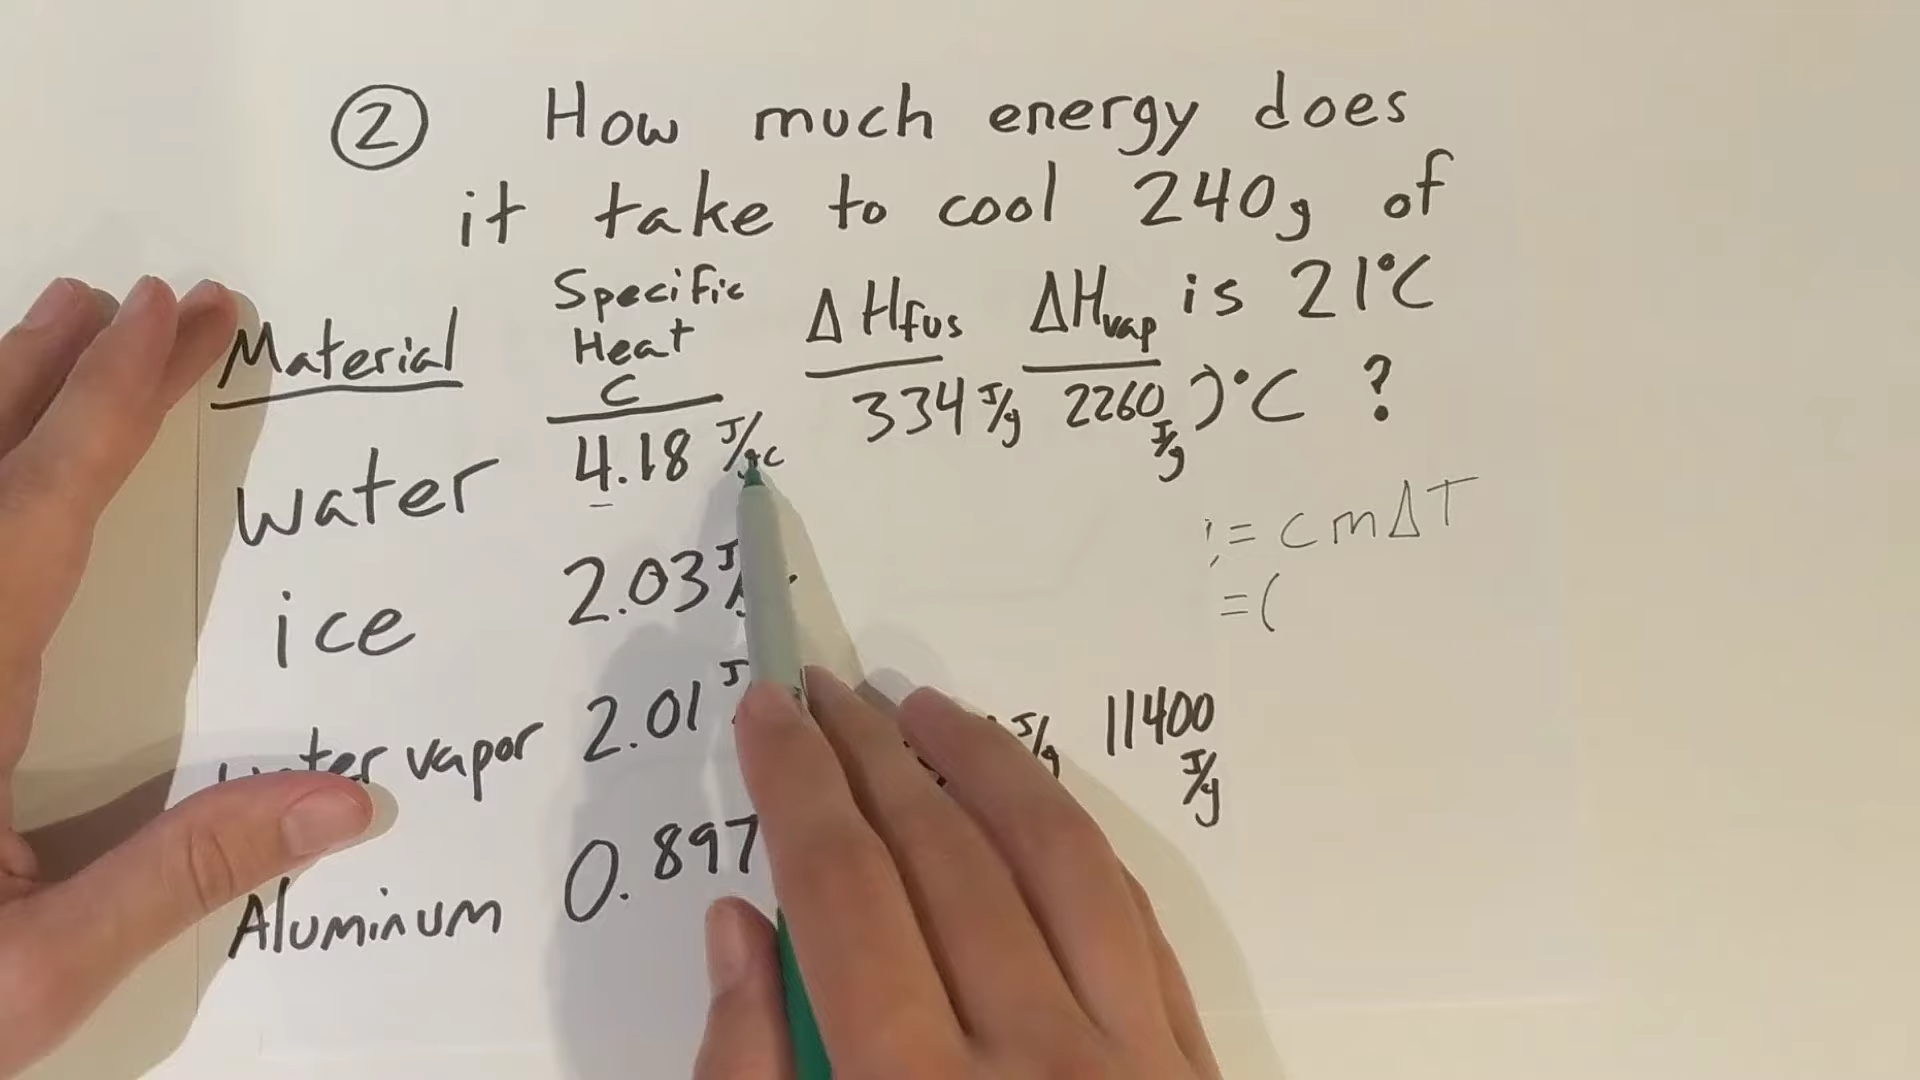 ② How much energy does
it take to cool 240g of
is 21°C
)°C ?
Material Specific Heat C ΔHfus ΔHvap
water 4.18 J/g°C 334 J/g 2260 J/g
ice 2.03 J
water vapor 2.01 J
J/g 11400 J/g
Aluminum 0.897
= C m Δ T
= (